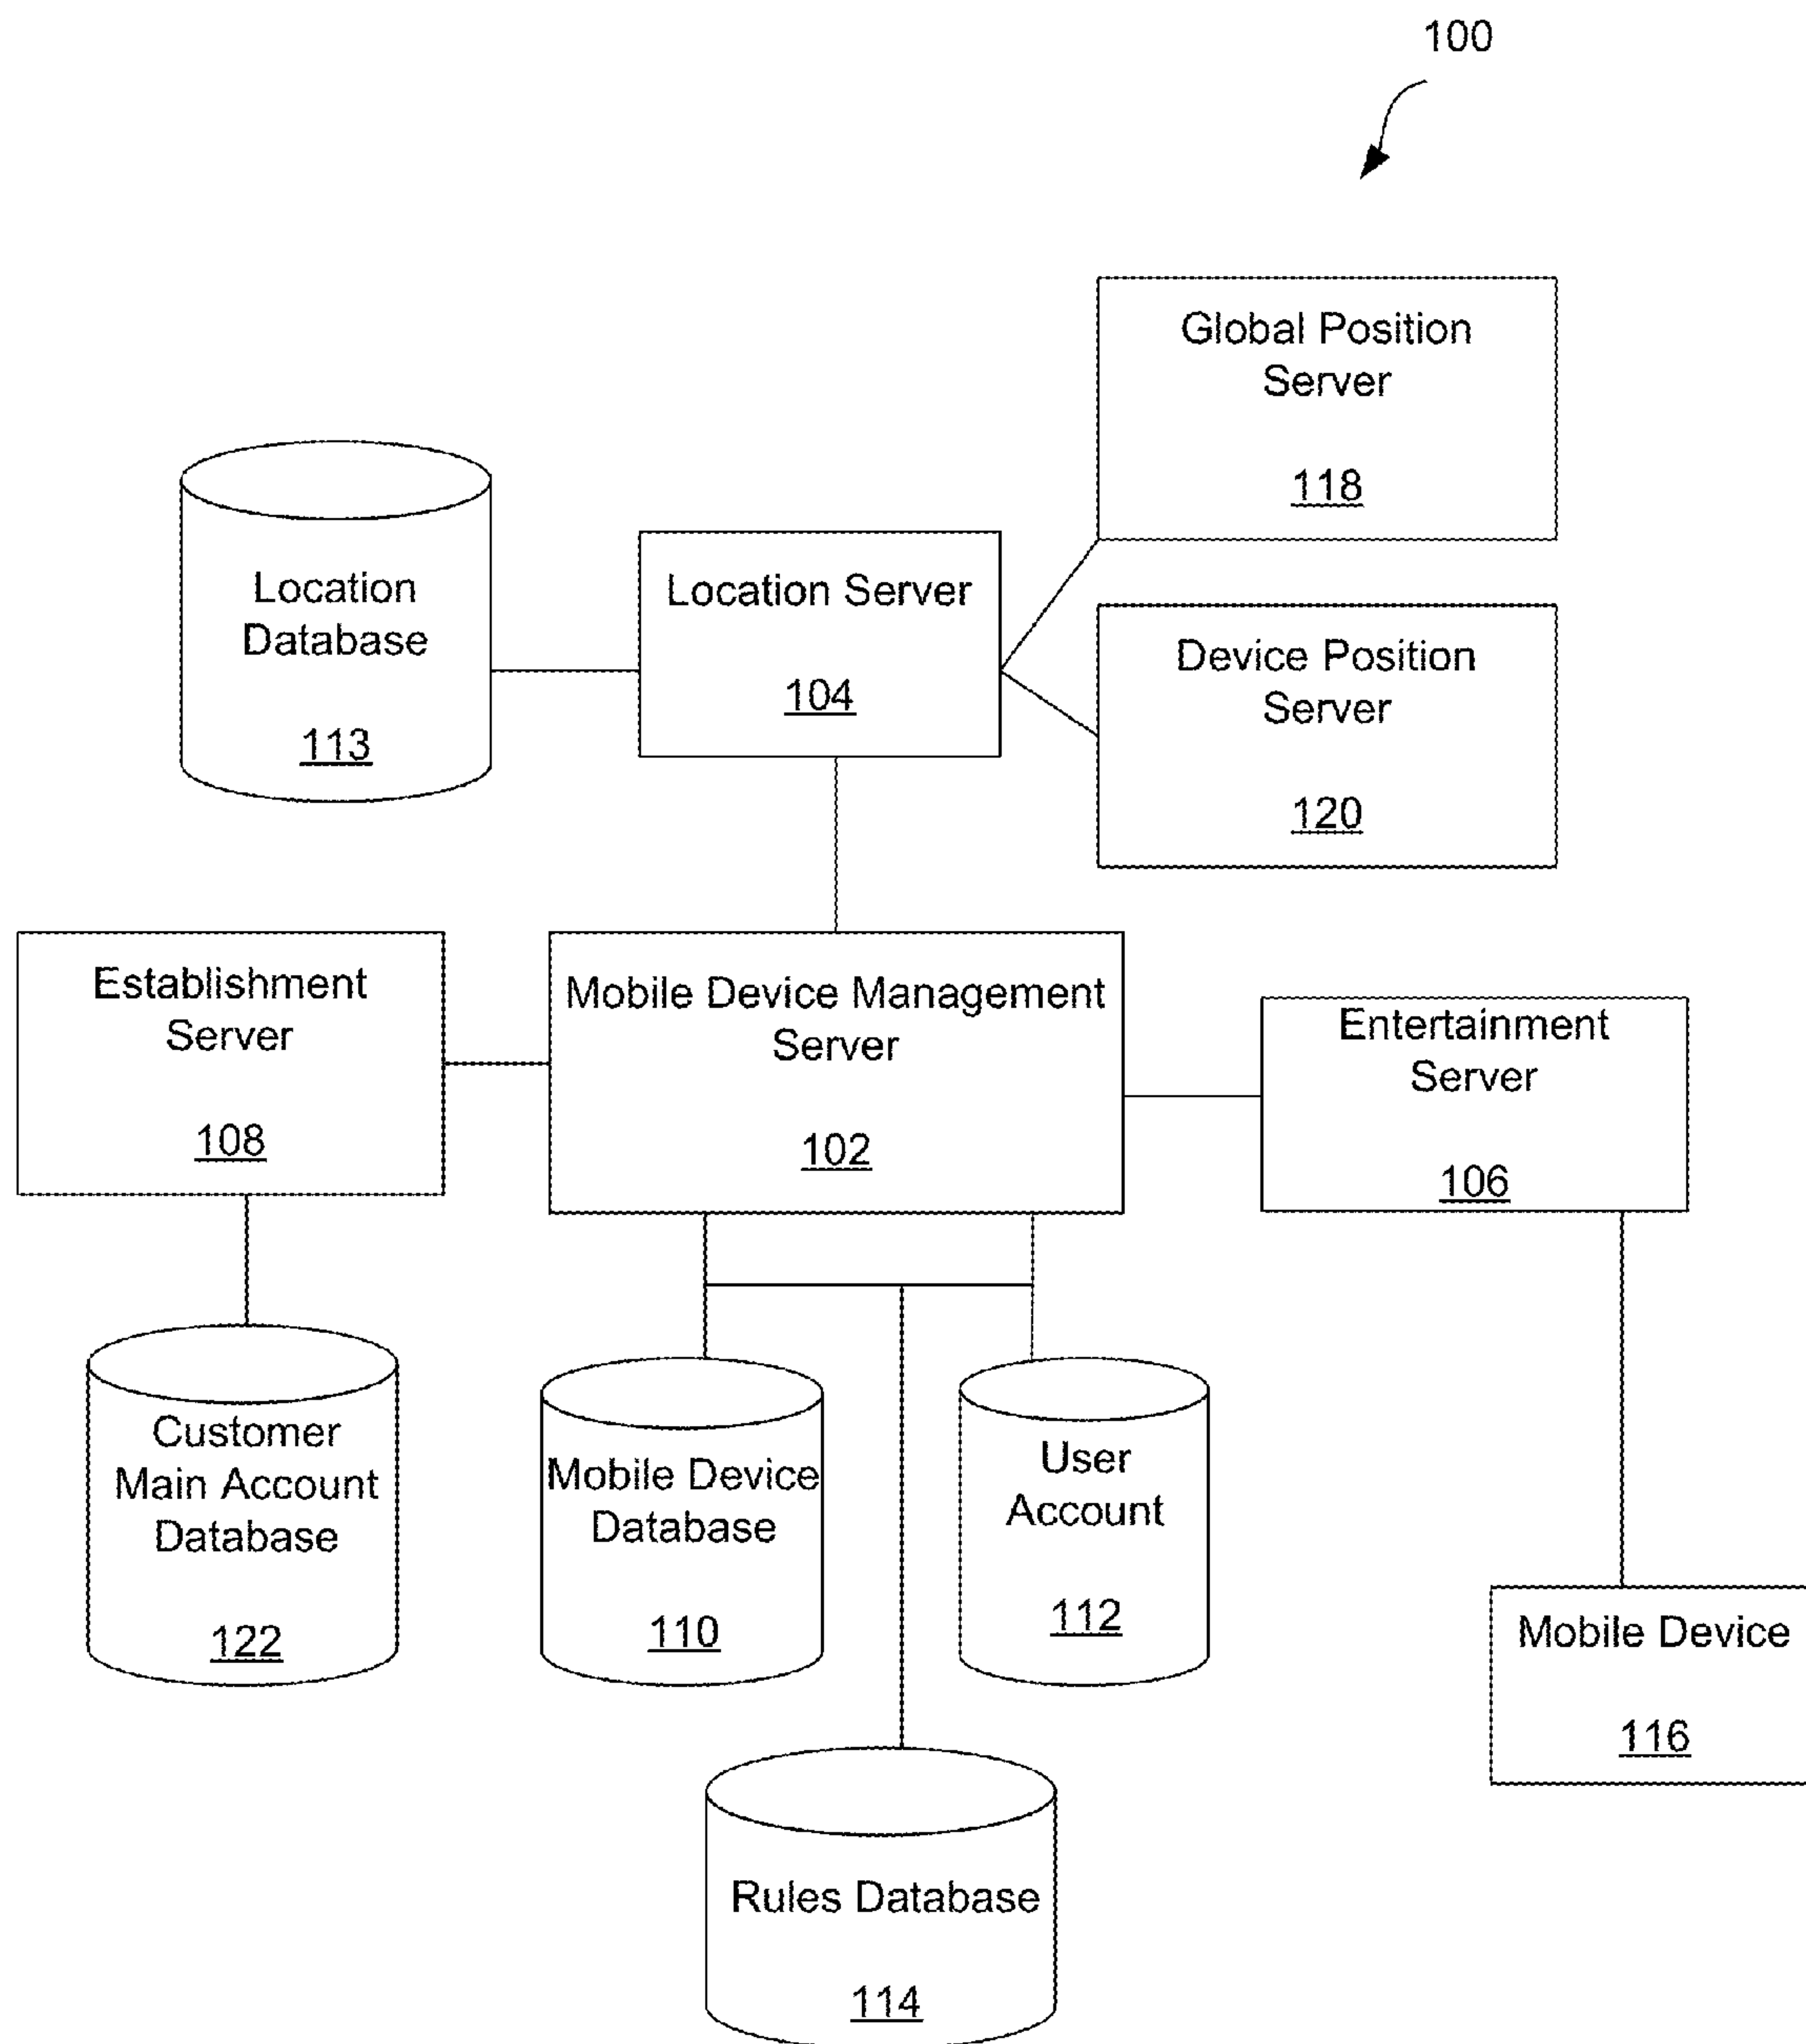 100
Global Position
Server
118
Location
Database
113
Location Server
104
Device Position
Server
120
Establishment
Server
108
Mobile Device Management
Server
102
Entertainment
Server
106
Customer
Main Account
Database
122
Mobile Device
Database
110
User
Account
112
Mobile Device
116
Rules Database
114